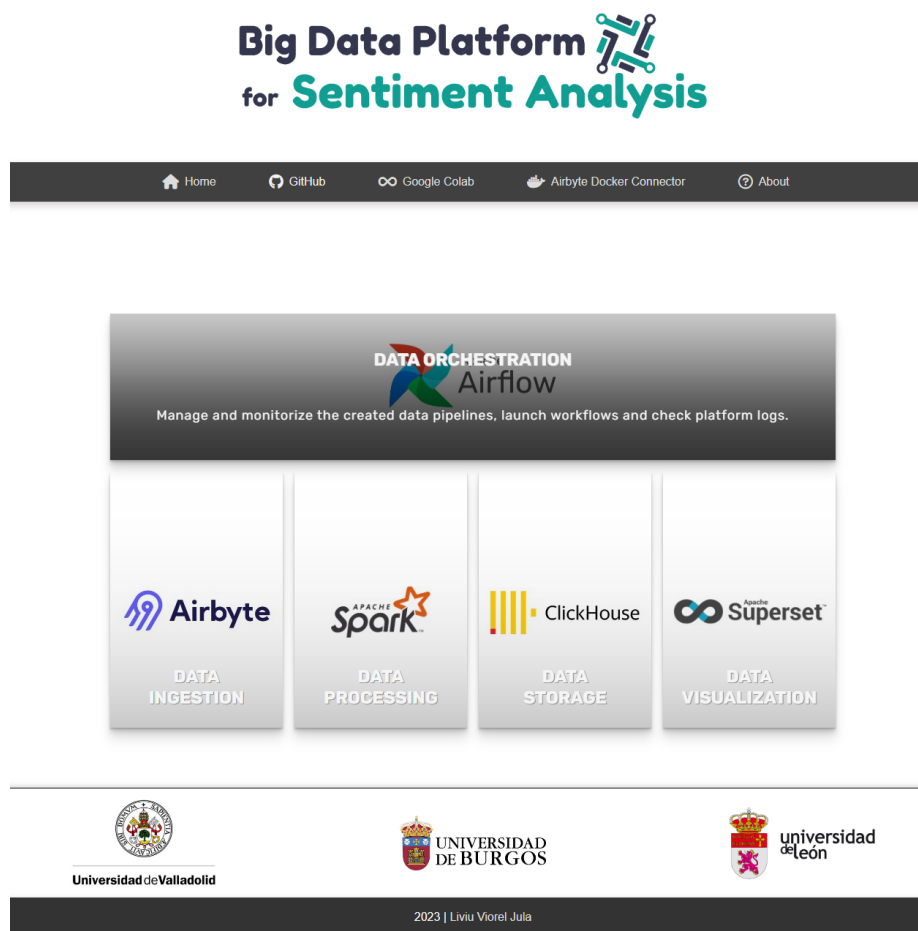 Big Data Platform
for Sentiment Analysis
Home GitHub Google Colab Airbyte Docker Connector About
DATA ORCHESTRATION
Airflow
Manage and monitorize the created data pipelines, launch workflows and check platform logs.
Airbyte
APACHE
Spark
ClickHouse
Apache
Superset
DATA
INGESTION
DATA
PROCESSING
DATA
STORAGE
DATA
VISUALIZATION
Universidad de Valladolid
UNIVERSIDAD
DE BURGOS
universidad
de león
2023 | Liviu Viorel Jula